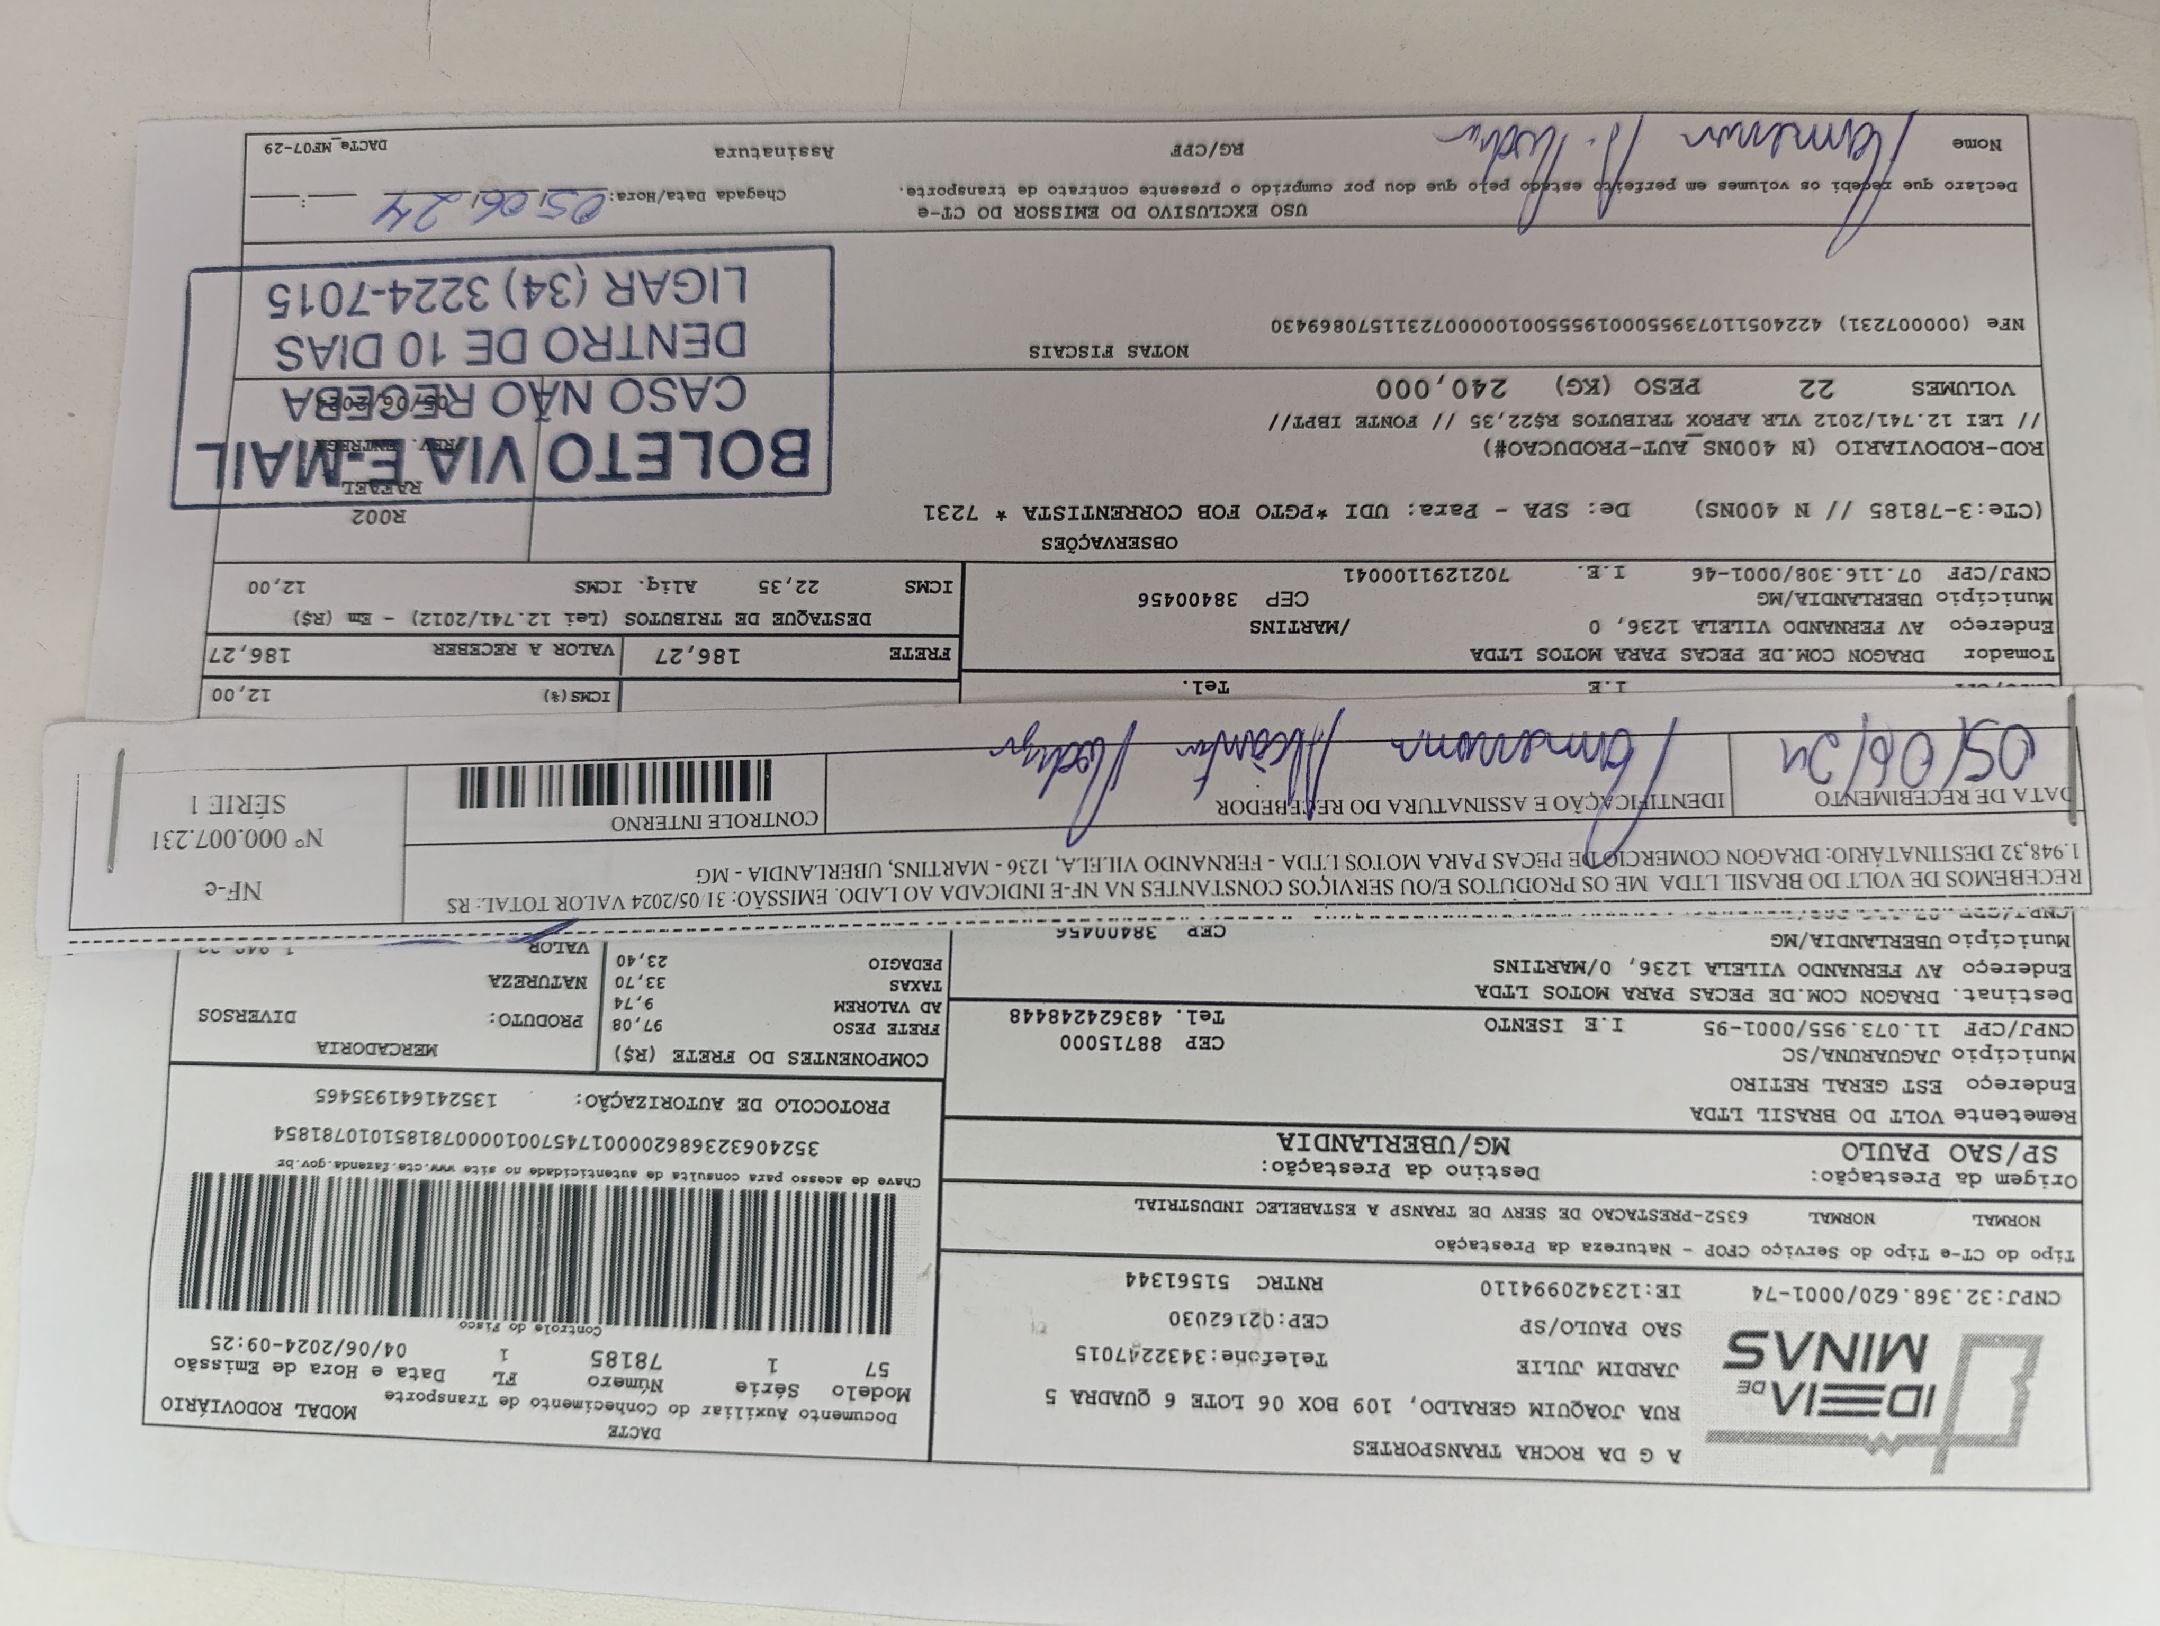 IDEIA DE MINAS
A G DA ROCHA TRANSPORTES
RUA JOAQUIM GERALDO, 109 BOX 06 LOTE 6 QUADRA 5
JARDIM JULIE Telefone:3432247015
SAO PAULO/SP CEP:02162030
CNPJ:32.368.620/0001-74 IE:123420994110 RNTRC 51561344
DACTE
Documento Auxiliar do Conhecimento de Transporte MODAL RODOVIÁRIO
Modelo Série Número FL Data e Hora de Emissão
57 1 78185 1 04/06/2024-09:25
Controle do Fisco
Tipo do CT-e Tipo do Serviço CFOP - Natureza da Prestação
NORMAL NORMAL 6352-PRESTACAO DE SERV DE TRANSP A ESTABELEC INDUSTRIAL
Origem da Prestação: Destino da Prestação:
SP/SAO PAULO MG/UBERLANDIA
Chave de acesso para consulta de autenticidade no site www.cte.fazenda.gov.br
35240632368620000174570010000781851010781854
PROTOCOLO DE AUTORIZAÇÃO: 135241641935465
Remetente VOLT DO BRASIL LTDA
Endereço EST GERAL RETIRO
Município JAGUARUNA/SC CEP 88715000
CNPJ/CPF 11.073.955/0001-95 I.E ISENTO Tel. 483624248448
Destinat. DRAGON COM.DE PECAS PARA MOTOS LTDA
Endereço AV FERNANDO VILELA 1236, 0/MARTINS
Município UBERLANDIA/MG CEP 38400456
COMPONENTES DO FRETE (R$)
FRETE PESO 97,08
AD VALOREM 9,74
TAXAS 33,70
PEDAGIO 23,40
MERCADORIA
PRODUTO: DIVERSOS
NATUREZA
VALOR
RECEBEMOS DE VOLT DO BRASIL LTDA ME OS PRODUTOS E/OU SERVIÇOS CONSTANTES NA NF-E INDICADA AO LADO. EMISSÃO: 31/05/2024 VALOR TOTAL: R$
1.948,32 DESTINATÁRIO: DRAGON COMERCIO DE PECAS PARA MOTOS LTDA - FERNANDO VILELA, 1236 - MARTINS, UBERLANDIA - MG
DATA DE RECEBIMENTO
05/06/24
IDENTIFICAÇÃO E ASSINATURA DO RECEBEDOR
CONTROLE INTERNO
NF-e
Nº 000.007.231
SÉRIE 1
I.E Tel.
ICMS(%) 12,00
Tomador DRAGON COM.DE PECAS PARA MOTOS LTDA
Endereço AV FERNANDO VILELA 1236, 0 /MARTINS
Município UBERLANDIA/MG CEP 38400456
CNPJ/CPF 07.116.308/0001-46 I.E. 7021291100041
FRETE 186,27 VALOR A RECEBER 186,27
DESTAQUE DE TRIBUTOS (Lei 12.741/2012) - Em (R$)
ICMS 22,35 Aliq. ICMS 12,00
OBSERVAÇÕES
(CTe:3-78185 // N 400NS) De: SPA - Para: UDI *PGTO FOB CORRENTISTA * 7231
ROD-RODOVIARIO (N 400NS_AUT-PRODUCAO#)
// LEI 12.741/2012 VLR APROX TRIBUTOS R$22,35 // FONTE IBPT//
VOLUMES 22 PESO (KG) 240,000
R002
RAFAEL
PREV. ENTREGA
BOLETO VIA E-MAIL
CASO NÃO RECEBA
DENTRO DE 10 DIAS
LIGAR (34) 3224-7015
NOTAS FISCAIS
NFe (000007231) 42240511073955000195550010000072311570869430
USO EXCLUSIVO DO EMISSOR DO CT-e
Declaro que recebi os volumes em perfeito estado pelo que dou por cumprido o presente contrato de transporte.
Chegada Data/Hora: 05.06.24
Nome RG/CPF Assinatura
DACTe_MF07-29